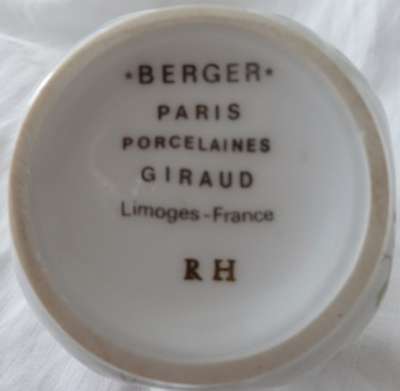 *BERGER*
PARIS
PORCELAINES
GIRAUD
Limoges-France
RH